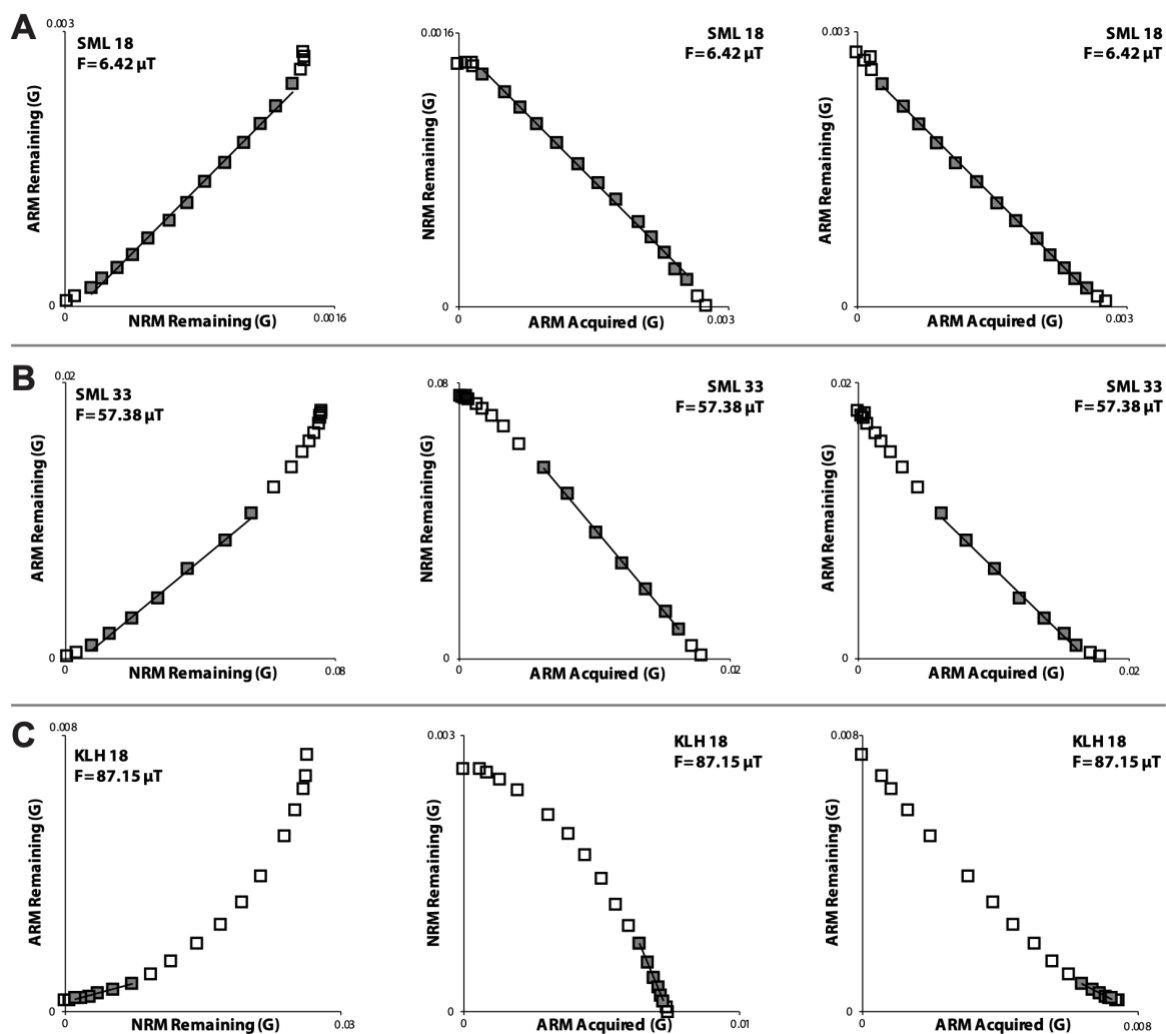 A
0.003
SML 18
F=6.42 µT
ARM Remaining (G)
0
0
NRM Remaining (G)
0.0016
0.0016
SML 18
F=6.42 µT
NRM Remaining (G)
0
0
ARM Acquired (G)
0.003
0.003
SML 18
F=6.42 µT
ARM Remaining (G)
0
0
ARM Acquired (G)
0.003
B
0.02
SML 33
F=57.38 µT
ARM Remaining (G)
0
0
NRM Remaining (G)
0.08
0.08
SML 33
F=57.38 µT
NRM Remaining (G)
0
0
ARM Acquired (G)
0.02
0.02
SML 33
F=57.38 µT
ARM Remaining (G)
0
0
ARM Acquired (G)
0.02
C
0.008
KLH 18
F=87.15 µT
ARM Remaining (G)
0
0
NRM Remaining (G)
0.03
0.003
KLH 18
F=87.15 µT
NRM Remaining (G)
0
0
ARM Acquired (G)
0.01
0.008
KLH 18
F=87.15 µT
ARM Remaining (G)
0
0
ARM Acquired (G)
0.008